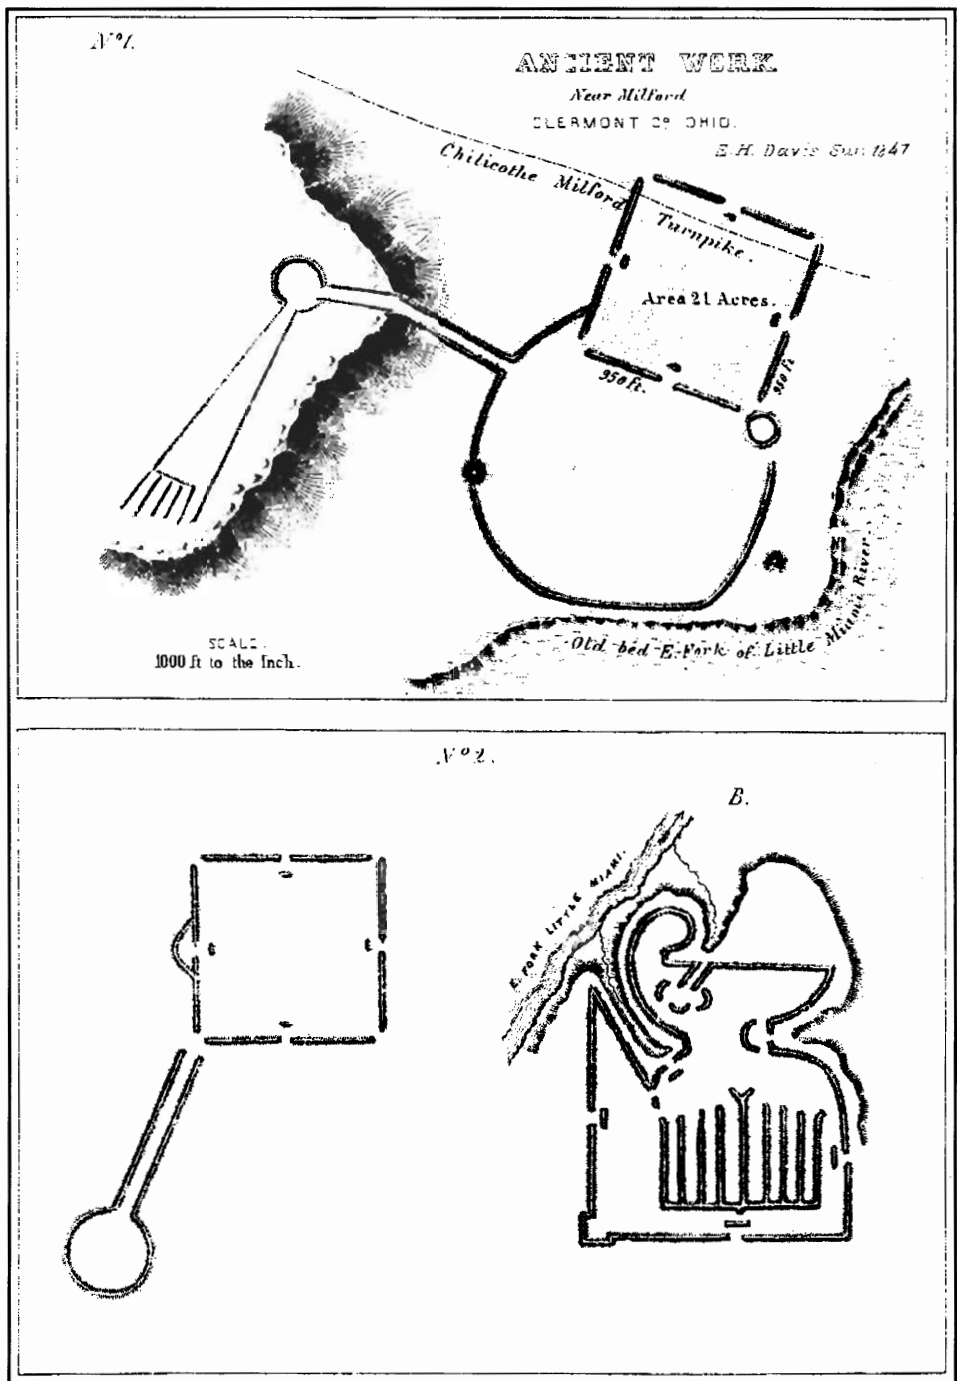 Nº 1.
ANCIENT WORK
Near Milford
CLERMONT Cº OHIO.
E.H. Davis Sur. 1847
Chilicothe Milford Turnpike.
Area 21 Acres.
950 ft.
950 ft.
Old bed E. Fork of Little Miami River.
SCALE.
1000 ft to the Inch.
Nº 2.
B.
E. FORK LITTLE MIAMI.